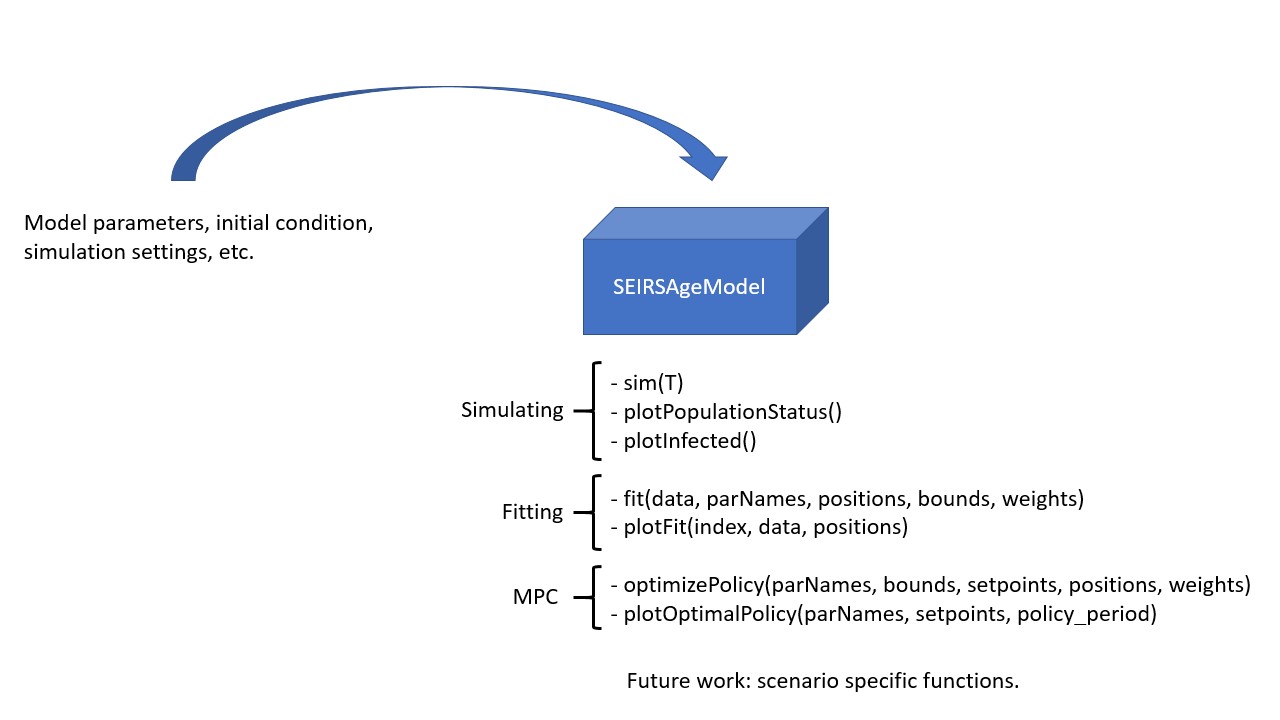 Model parameters, initial condition,
simulation settings, etc.
SEIRSAgeModel
Simulating
- sim(T)
- plotPopulationStatus()
- plotInfected()
Fitting
- fit(data, parNames, positions, bounds, weights)
- plotFit(index, data, positions)
MPC
- optimizePolicy(parNames, bounds, setpoints, positions, weights)
- plotOptimalPolicy(parNames, setpoints, policy_period)
Future work: scenario specific functions.